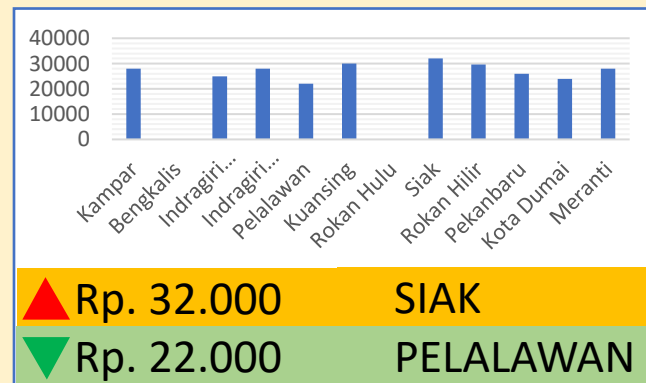 40000
30000
20000
10000
0
Kampar
Bengkalis
Indragiri...
Indragiri...
Pelalawan
Kuansing
Rokan Hulu
Siak
Rokan Hilir
Pekanbaru
Kota Dumai
Meranti
Rp. 32.000 SIAK
Rp. 22.000 PELALAWAN